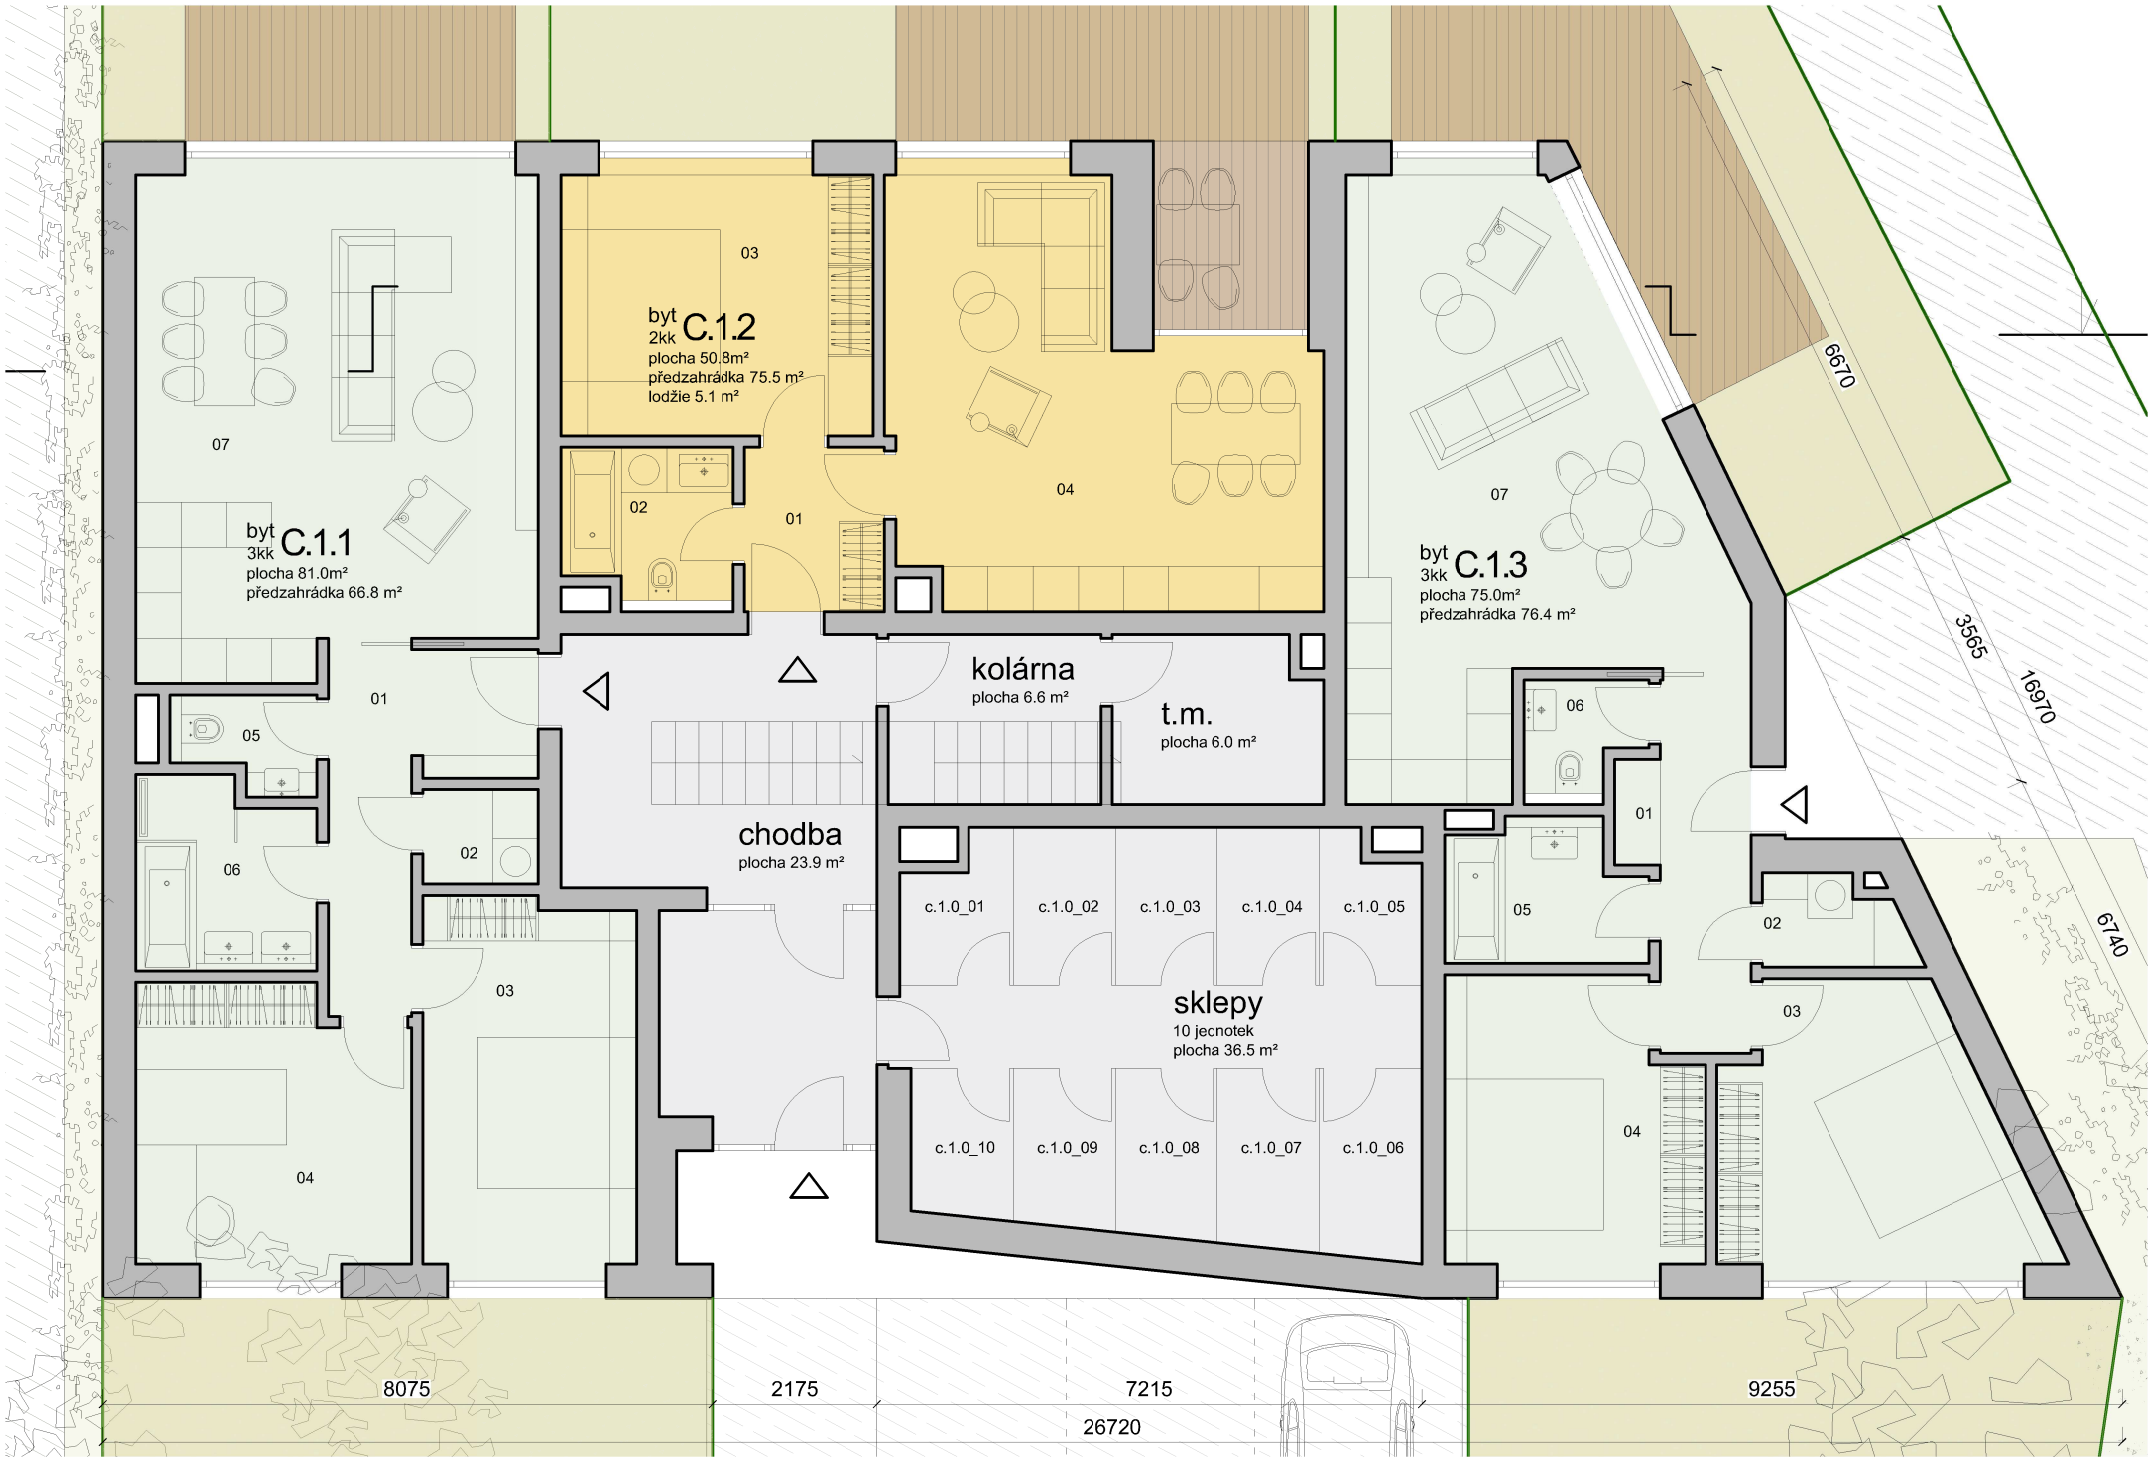 03
byt
2kk C.1.2
plocha 50.8m²
předzahrádka 75.5 m²
lodžie 5.1 m²
6670
07
byt
3kk C.1.1
plocha 81.0m²
předzahrádka 66.8 m²
02
01
04
07
byt
3kk C.1.3
plocha 75.0m²
předzahrádka 76.4 m²
3565
16970
6740
01
05
06
02
03
04
kolárna
plocha 6.6 m²
t.m.
plocha 6.0 m²
chodba
plocha 23.9 m²
06
01
05
02
03
04
c.1.0_01
c.1.0_02
c.1.0_03
c.1.0_04
c.1.0_05
sklepy
10 jecnotek
plocha 36.5 m²
c.1.0_10
c.1.0_09
c.1.0_08
c.1.0_07
c.1.0_06
8075
2175
7215
9255
26720